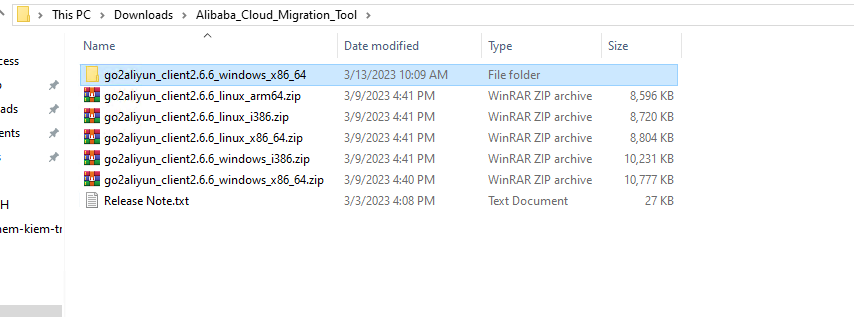 This PC > Downloads > Alibaba_Cloud_Migration_Tool >
Name Date modified Type Size
go2aliyun_client2.6.6_windows_x86_64 3/13/2023 10:09 AM File folder
go2aliyun_client2.6.6_linux_arm64.zip 3/9/2023 4:41 PM WinRAR ZIP archive 8,596 KB
go2aliyun_client2.6.6_linux_i386.zip 3/9/2023 4:41 PM WinRAR ZIP archive 8,720 KB
go2aliyun_client2.6.6_linux_x86_64.zip 3/9/2023 4:41 PM WinRAR ZIP archive 8,804 KB
go2aliyun_client2.6.6_windows_i386.zip 3/9/2023 4:41 PM WinRAR ZIP archive 10,231 KB
go2aliyun_client2.6.6_windows_x86_64.zip 3/9/2023 4:40 PM WinRAR ZIP archive 10,777 KB
Release Note.txt 3/3/2023 4:08 PM Text Document 27 KB
cess
ads
ents
H
em-kiem-tr